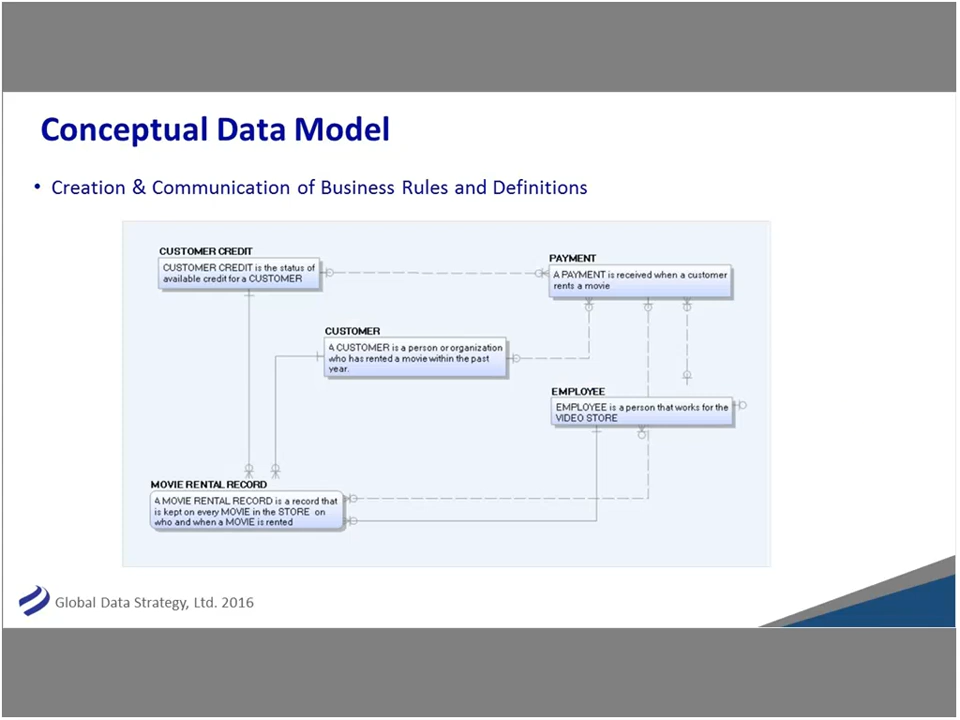 Conceptual Data Model
• Creation & Communication of Business Rules and Definitions
CUSTOMER CREDIT
CUSTOMER CREDIT is the status of
available credit for a CUSTOMER
PAYMENT
A PAYMENT is received when a customer
rents a movie
CUSTOMER
A CUSTOMER is a person or organization
who has rented a movie within the past
year.
EMPLOYEE
EMPLOYEE is a person that works for the
VIDEO STORE
MOVIE RENTAL RECORD
A MOVIE RENTAL RECORD is a record that
is kept on every MOVIE in the STORE on
who and when a MOVIE is rented
Global Data Strategy, Ltd. 2016